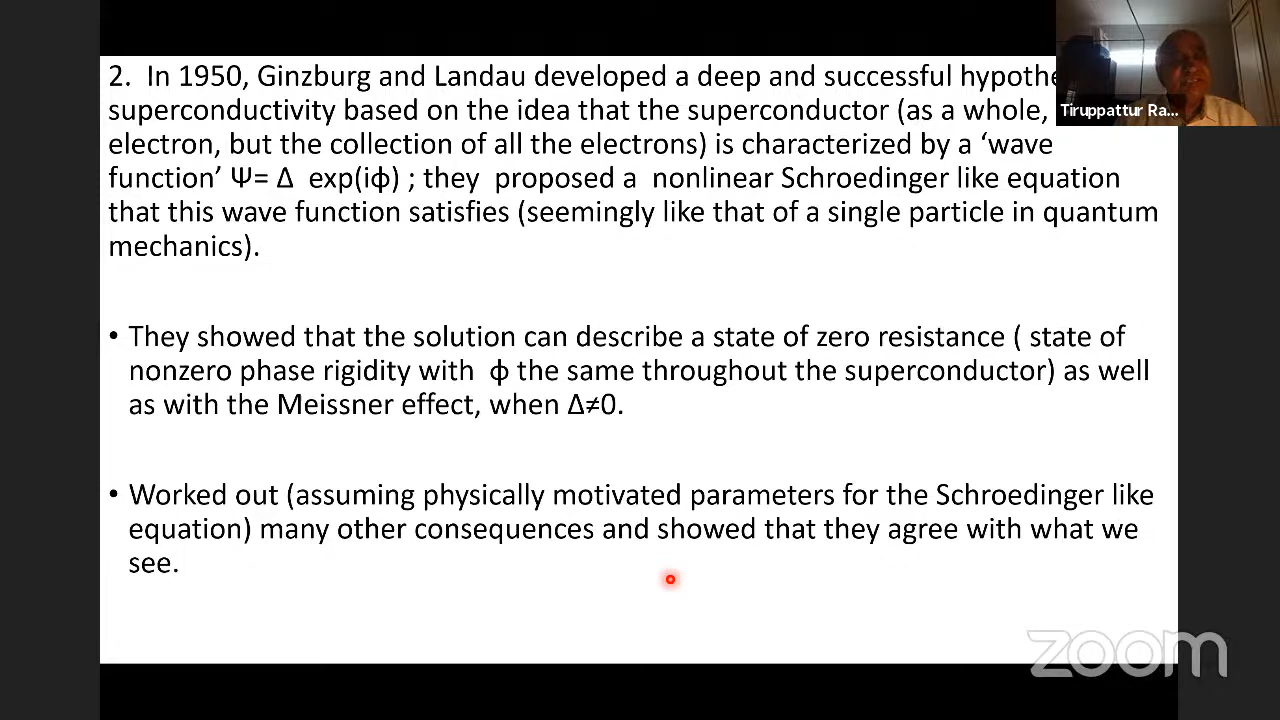 2. In 1950, Ginzburg and Landau developed a deep and successful hypothe
superconductivity based on the idea that the superconductor (as a whole,
electron, but the collection of all the electrons) is characterized by a ‘wave
function’ Ψ= Δ exp(iϕ) ; they proposed a nonlinear Schroedinger like equation
that this wave function satisfies (seemingly like that of a single particle in quantum
mechanics).
• They showed that the solution can describe a state of zero resistance ( state of
nonzero phase rigidity with ϕ the same throughout the superconductor) as well
as with the Meissner effect, when Δ≠0.
• Worked out (assuming physically motivated parameters for the Schroedinger like
equation) many other consequences and showed that they agree with what we
see.
Tiruppattur Ra...
zoom